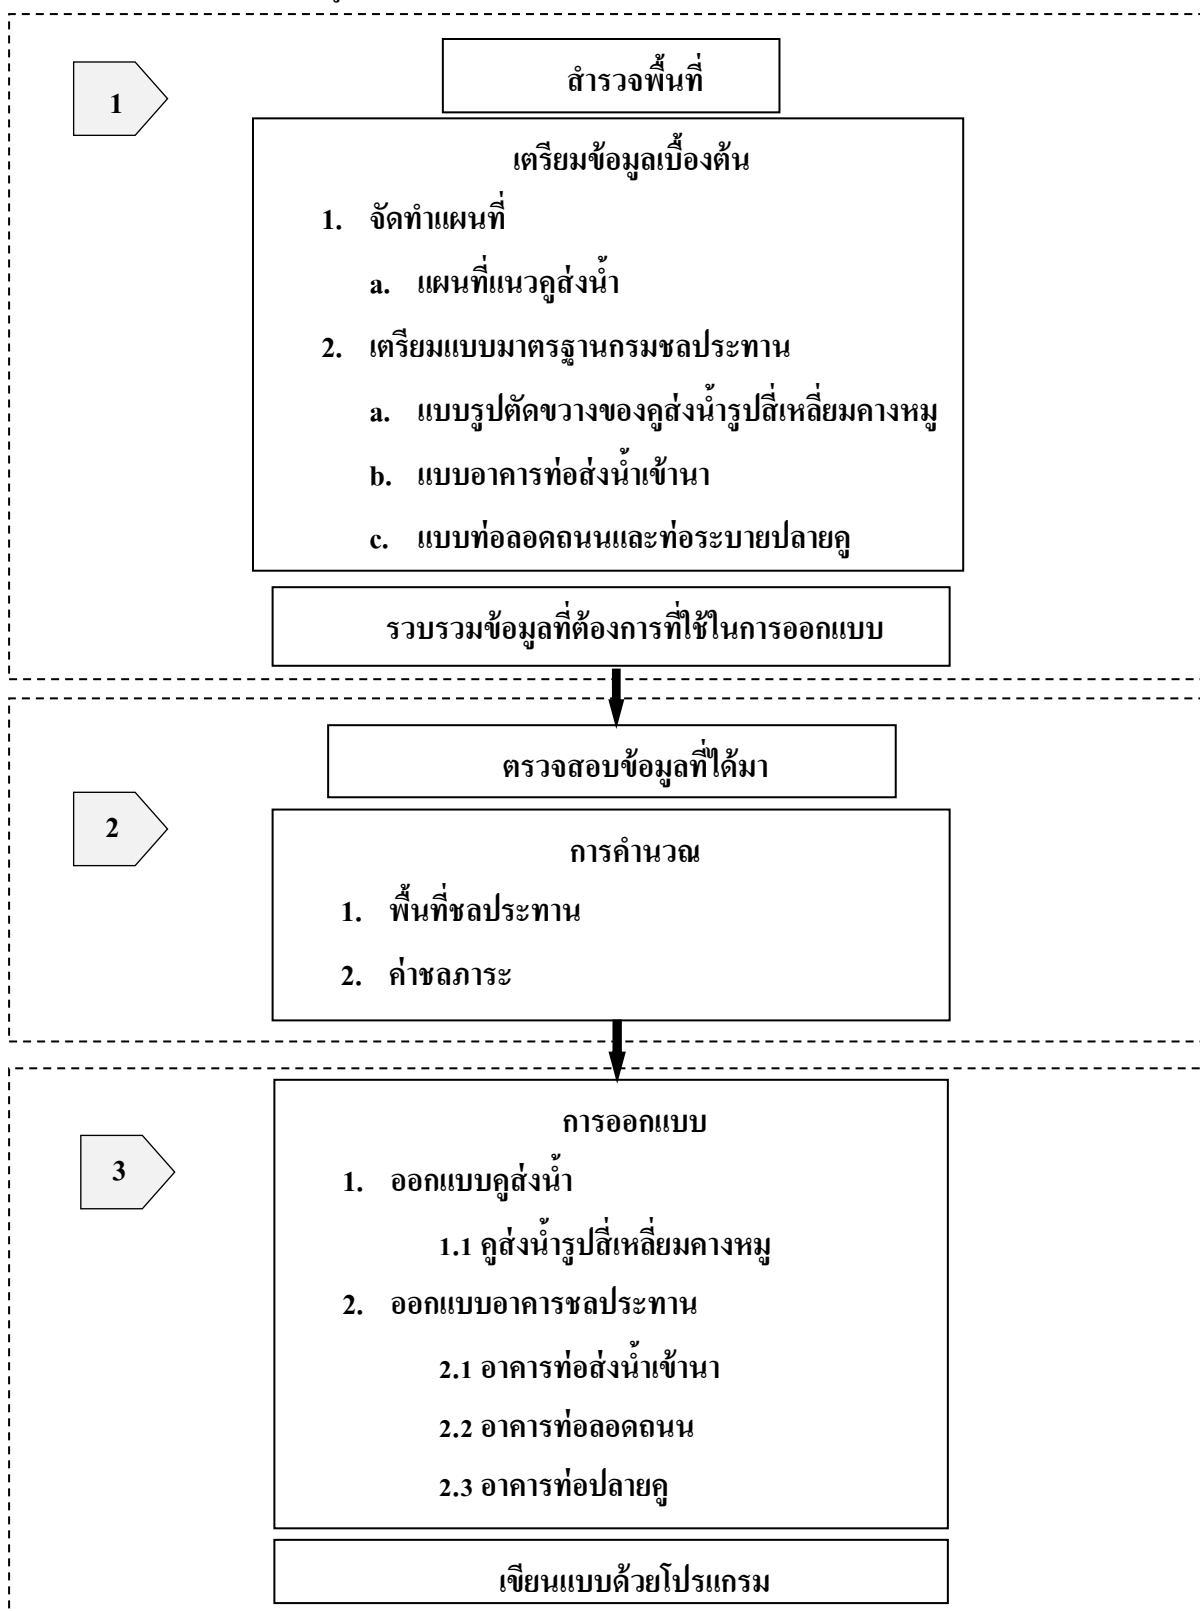 1
สำรวจพื้นที่
เตรียมข้อมูลเบื้องต้น
1. จัดทำแผนที่
a. แผนที่แนวคูส่งน้ำ
2. เตรียมแบบมาตรฐานกรมชลประทาน
a. แบบรูปตัดขวางของคูส่งน้ำรูปสี่เหลี่ยมคางหมู
b. แบบอาคารท่อส่งน้ำเข้านา
c. แบบท่อลอดถนนและท่อระบายปลายคู
รวบรวมข้อมูลที่ต้องการที่ใช้ในการออกแบบ
ตรวจสอบข้อมูลที่ได้มา
2
การคำนวณ
1. พื้นที่ชลประทาน
2. ค่าชลภาระ
3
การออกแบบ
1. ออกแบบคูส่งน้ำ
1.1 คูส่งน้ำรูปสี่เหลี่ยมคางหมู
2. ออกแบบอาคารชลประทาน
2.1 อาคารท่อส่งน้ำเข้านา
2.2 อาคารท่อลอดถนน
2.3 อาคารท่อปลายคู
เขียนแบบด้วยโปรแกรม